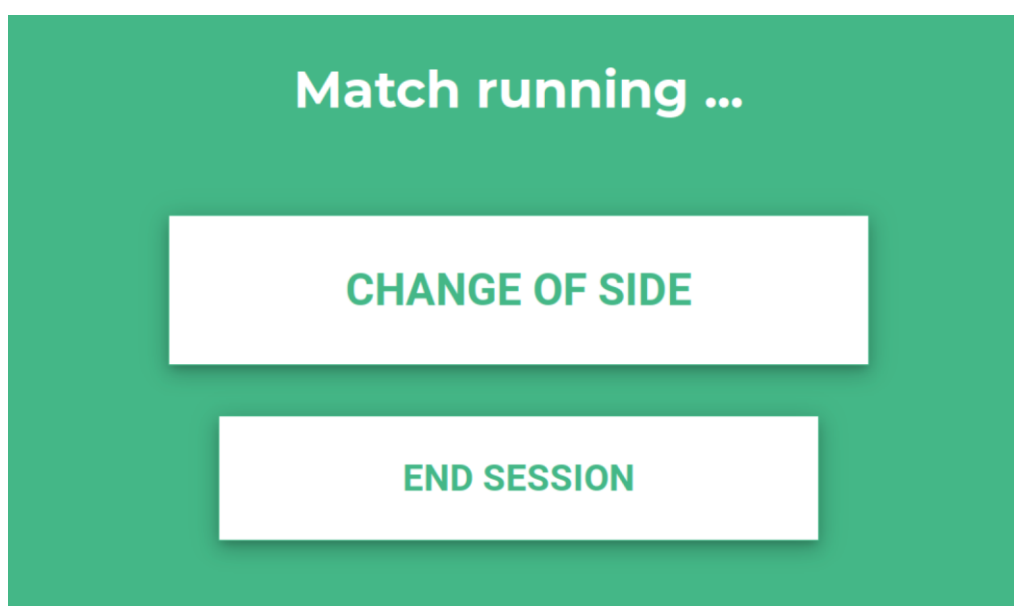 Match running ...
CHANGE OF SIDE
END SESSION